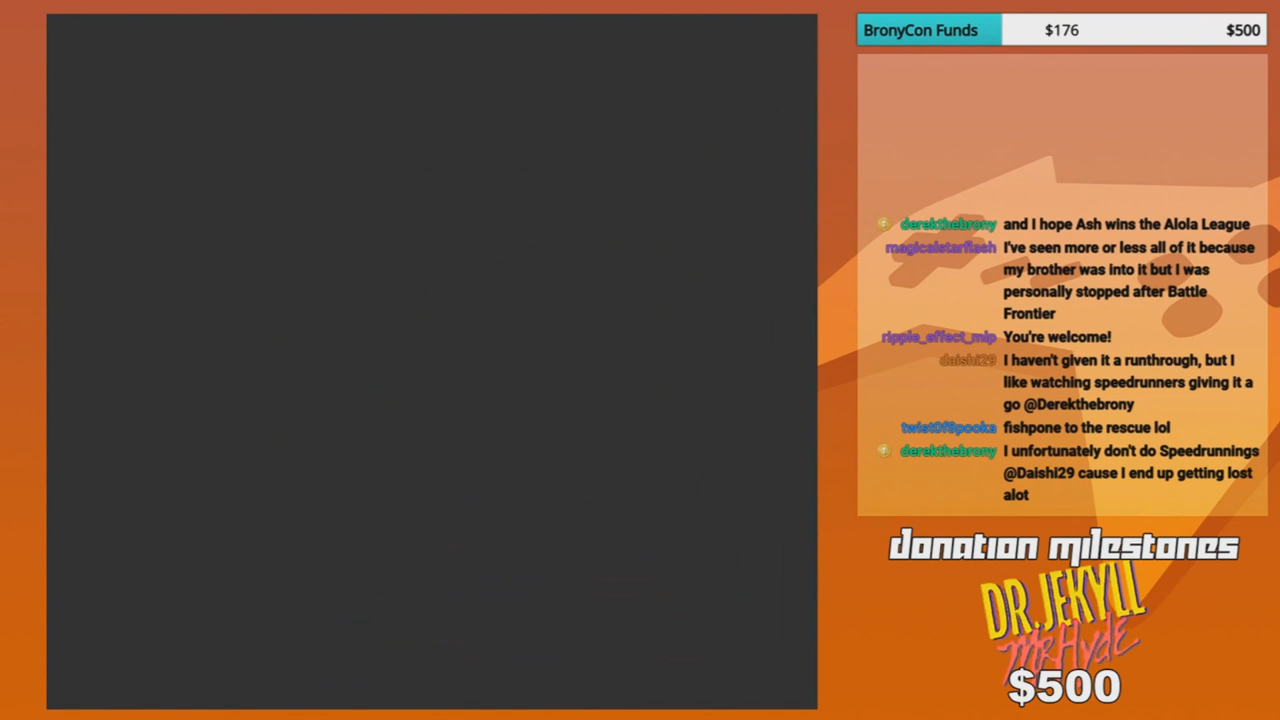 BronyCon Funds $176 $500
derekthebrony and I hope Ash wins the Alola League
magicalstarflash I've seen more or less all of it because
my brother was into it but I was
personally stopped after Battle
Frontier
ripple_effect_mlp You're welcome!
daishi29 I haven't given it a runthrough, but I
like watching speedrunners giving it a
go @Derekthebrony
twist0f8pooka fishpone to the rescue lol
derekthebrony I unfortunately don't do Speedrunnings
@Daishi29 cause I end up getting lost
alot
Donation Milestones
DR. JEKYLL
Mr. Hyde
$500